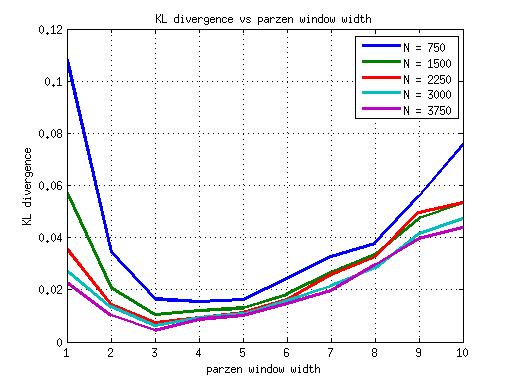 KL divergence vs parzen window width
0.12
0.1
0.08
0.06
0.04
0.02
0
KL divergence
N = 750
N = 1500
N = 2250
N = 3000
N = 3750
1 2 3 4 5 6 7 8 9 10
parzen window width